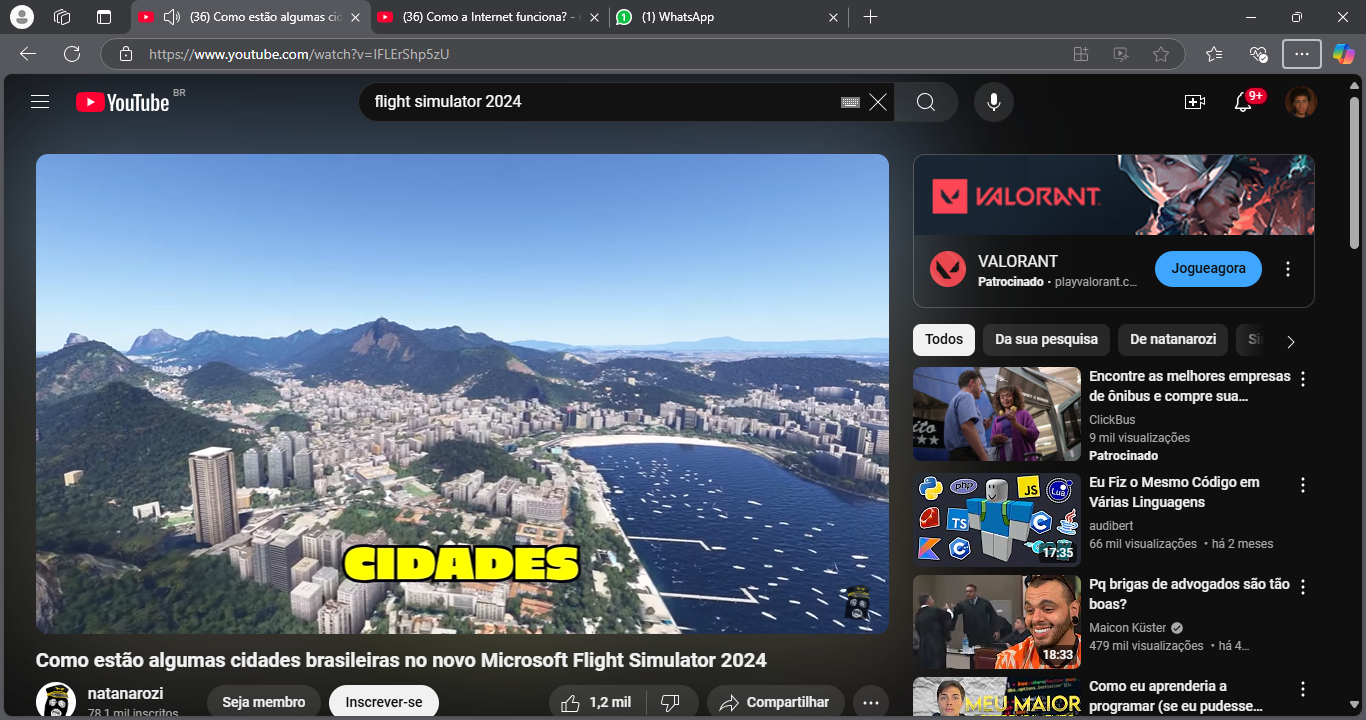 (36) Como estão algumas cid
(36) Como a Internet funciona? -
(1) WhatsApp
https://www.youtube.com/watch?v=IFLErShp5zU
YouTube BR
flight simulator 2024
9+
CIDADES
Como estão algumas cidades brasileiras no novo Microsoft Flight Simulator 2024
natanarozi
78,1 mil inscritos
Seja membro
Inscrever-se
1,2 mil
Compartilhar
VALORANT
VALORANT
Patrocinado · playvalorant.c...
Jogueagora
Todos
Da sua pesquisa
De natanarozi
Encontre as melhores empresas
de ônibus e compre sua...
ClickBus
9 mil visualizações
Patrocinado
php
JS
Lua
TS
C
17:35
Eu Fiz o Mesmo Código em
Várias Linguagens
audibert
66 mil visualizações · há 2 meses
18:33
Pq brigas de advogados são tão
boas?
Maicon Küster
479 mil visualizações · há 4...
MEU MAIOR
Como eu aprenderia a
programar (se eu pudesse...